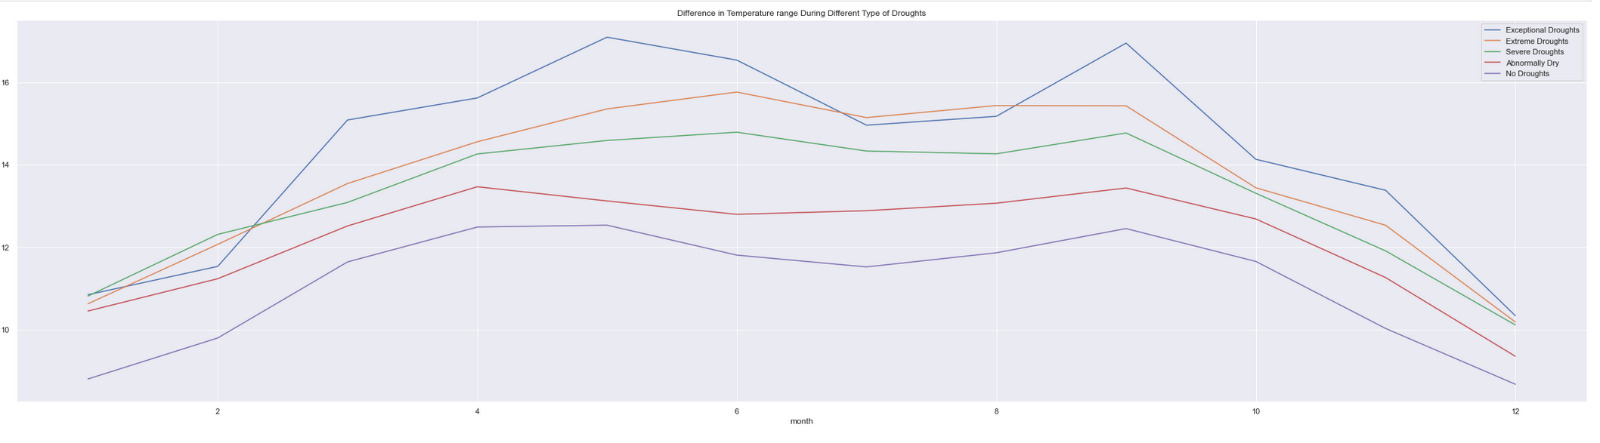 Difference in Temperature range During Different Type of Droughts
Exceptional Droughts
Extreme Droughts
Severe Droughts
Abnormally Dry
No Droughts
16
14
12
10
2 4 6 8 10 12
month